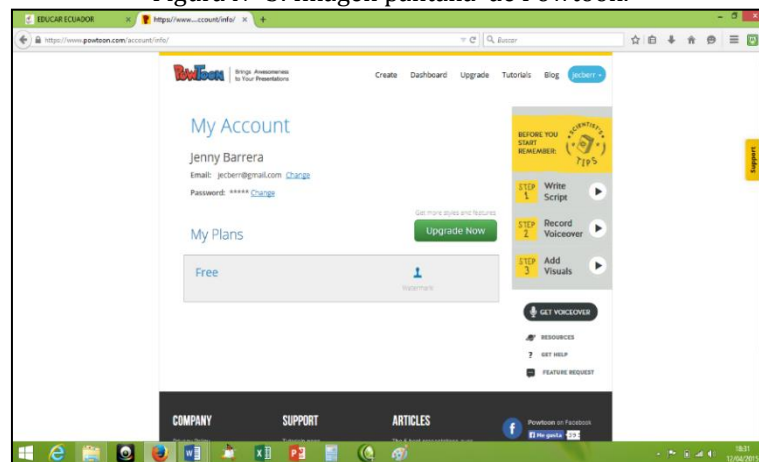 EDUCAR ECUADOR × https://www....ccount/info/ × +
https://www.powtoon.com/account/info/ Buscar
POWTOON Brings Awesomeness
to Your Presentations
Create Dashboard Upgrade Tutorials Blog jecberr
My Account
Jenny Barrera
Email: jecberr@gmail.com Change
Password: ***** Change
Get more styles and features
My Plans Upgrade Now
Free
Watermark
BEFORE YOU
START
REMEMBER:
SCIENTIST'S
TIPS
STEP 1 Write Script
STEP 2 Record Voiceover
STEP 3 Add Visuals
GET VOICEOVER
RESOURCES
? GET HELP
FEATURE REQUEST
Support
COMPANY SUPPORT ARTICLES
Powtoon on Facebook
Me gusta
18:31
12/04/2015